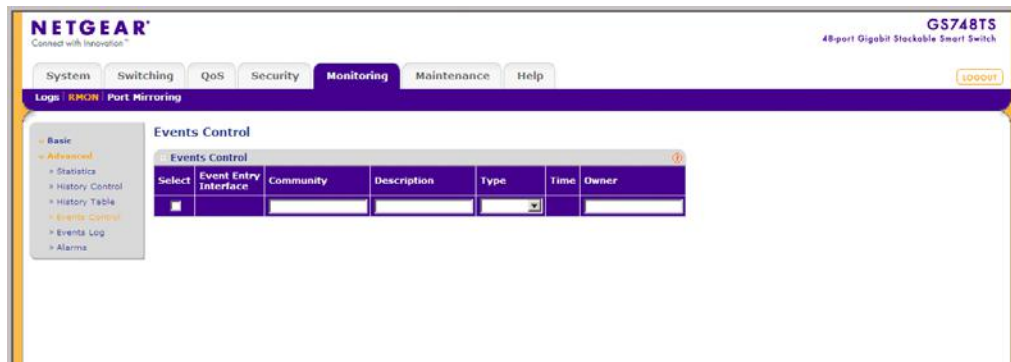 NETGEAR
Connect with Innovation™
GS748TS
48-port Gigabit Stackable Smart Switch
System Switching QoS Security Monitoring Maintenance Help
LOGOUT
Logs RMON Port Mirroring
Basic
Advanced
Statistics
History Control
History Table
Events Control
Events Log
Alarms
Events Control
Events Control
Select Event Entry Interface Community Description Type Time Owner